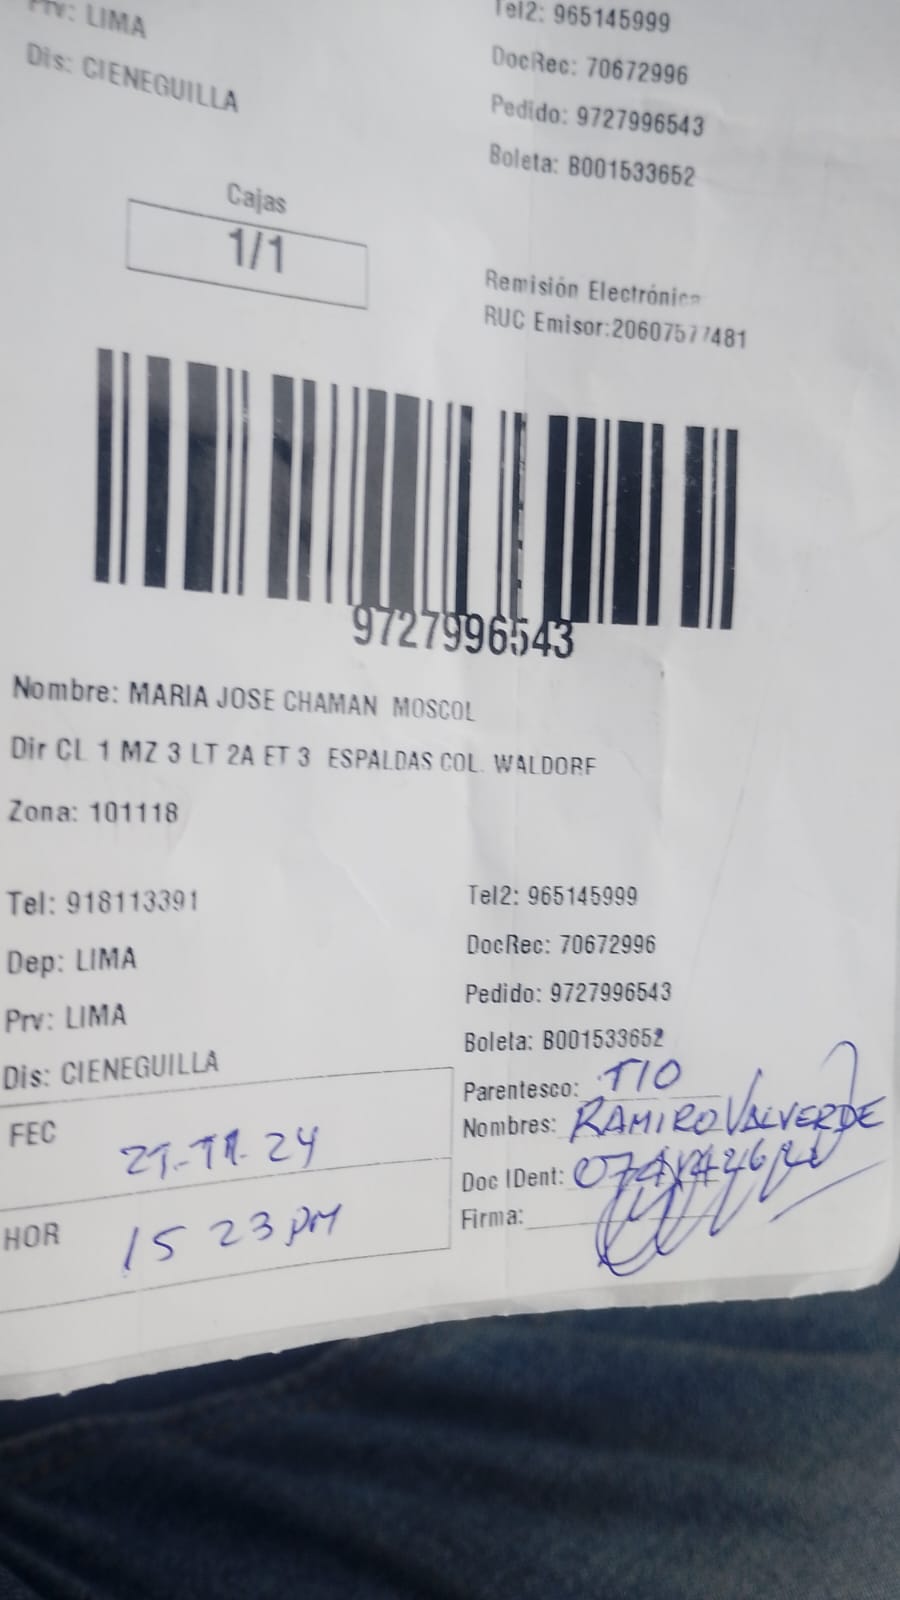 Prv: LIMA
Tel2: 965145999
Dis: CIENEGUILLA
DocRec: 70672996
Pedido: 9727996543
Boleta: B001533652
Cajas
1/1
Remisión Electrónica
RUC Emisor:20607577481
9727996543
Nombre: MARIA JOSE CHAMAN MOSCOL
Dir CL 1 MZ 3 LT 2A ET 3 ESPALDAS COL. WALDORF
Zona: 101118
Tel: 918113391
Tel2: 965145999
Dep: LIMA
DocRec: 70672996
Prv: LIMA
Pedido: 9727996543
Dis: CIENEGUILLA
Boleta: B001533652
Parentesco: TIO
FEC
Nombres: RAMIRO VALVERDE
Doc IDent:
HOR 15 23 PM
Firma: